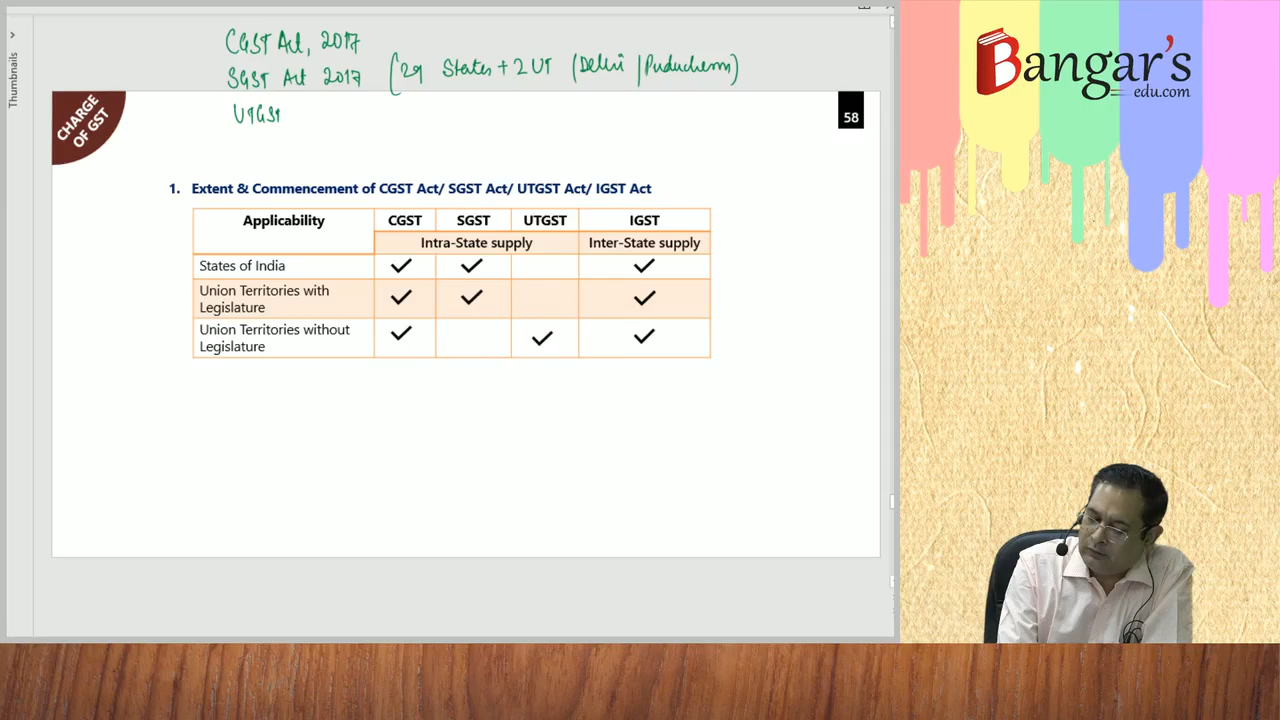 Thumbnails
CGST Act, 2017
SGST Act 2017 (29 States + 2 UT (Delhi / Puducherry)
UTGST
CHARGE
OF GST
58
1. Extent & Commencement of CGST Act/ SGST Act/ UTGST Act/ IGST Act
Applicability CGST SGST UTGST IGST
Intra-State supply Inter-State supply
States of India ✓ ✓ ✓
Union Territories with
Legislature ✓ ✓ ✓
Union Territories without
Legislature ✓ ✓ ✓
Bangar's
edu.com